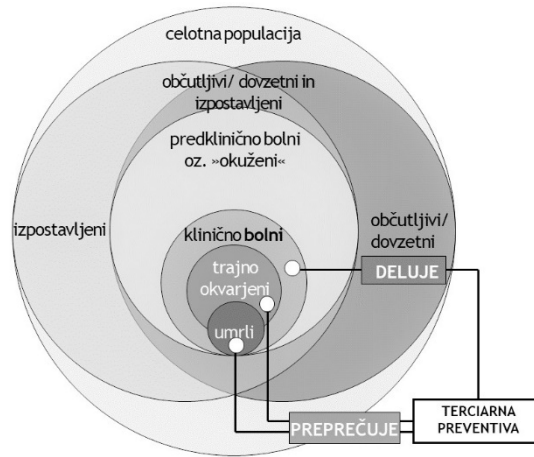 celotna populacija
občutljivi/ dovzetni in
izpostavljeni
predklinično bolni
oz. »okuženi«
izpostavljeni
občutljivi/
dovzetni
klinično bolni
trajno
okvarjeni
umrli
DELUJE
PREPREČUJE
TERCIARNA
PREVENTIVA